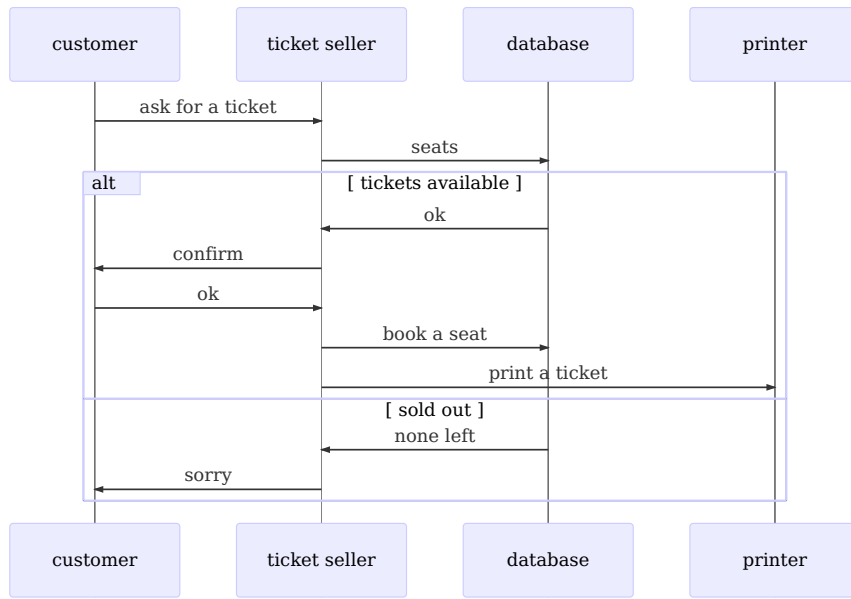 customer
ticket seller
database
printer
ask for a ticket
seats
alt
[ tickets available ]
ok
confirm
ok
book a seat
print a ticket
[ sold out ]
none left
sorry
customer
ticket seller
database
printer